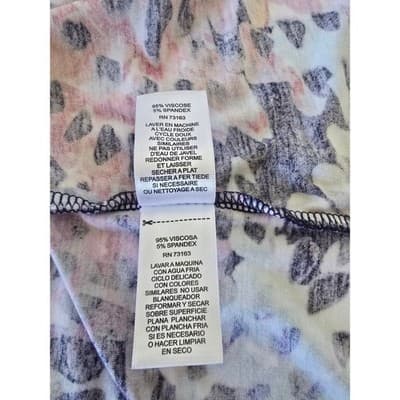 95% VISCOSE
5% SPANDEX
RN 73163
LAVER EN MACHINE
A L'EAU FROIDE
CYCLE DOUX
AVEC COULEURS
SIMILAIRES
NE PAS UTILISER
D'EAU DE JAVEL
REDONNER FORME
ET LAISSER
SECHER A PLAT
REPASSER A FER TIEDE
SI NECESSAIRE
OU NETTOYAGE A SEC
95% VISCOSA
5% SPANDEX
RN 73163
LAVAR A MAQUINA
CON AGUA FRIA
CICLO DELICADO
CON COLORES
SIMILARES NO USAR
BLANQUEADOR
REFORMAR Y SECAR
SOBRE SUPERFICIE
PLANA PLANCHAR
CON PLANCHA FRIA
SI ES NECESARIO
O HACER LIMPIAR
EN SECO